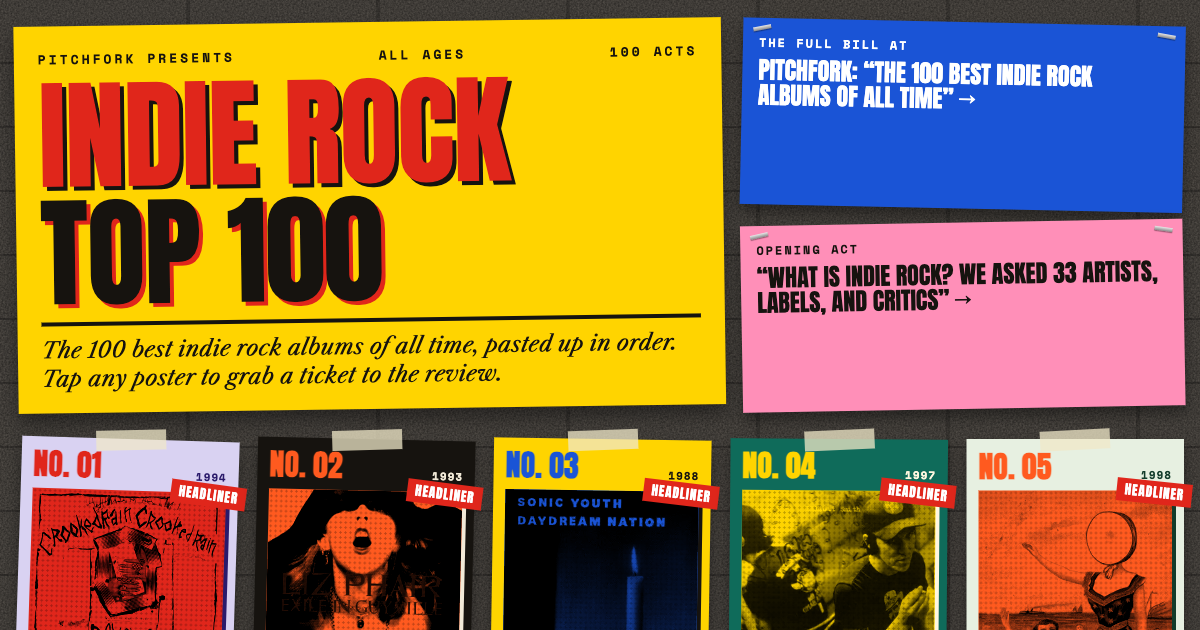 PITCHFORK PRESENTS
ALL AGES
100 ACTS
INDIE ROCK
TOP 100
The 100 best indie rock albums of all time, pasted up in order.
Tap any poster to grab a ticket to the review.
THE FULL BILL AT
PITCHFORK: “THE 100 BEST INDIE ROCK
ALBUMS OF ALL TIME” →
OPENING ACT
“WHAT IS INDIE ROCK? WE ASKED 33 ARTISTS,
LABELS, AND CRITICS” →
NO. 01
1994
HEADLINER
Crooked Rain Crooked Rain
NO. 02
1993
HEADLINER
LIZ PHAIR
EXILE IN GUYVILLE
NO. 03
1988
HEADLINER
SONIC YOUTH
DAYDREAM NATION
NO. 04
1997
HEADLINER
NO. 05
1998
HEADLINER